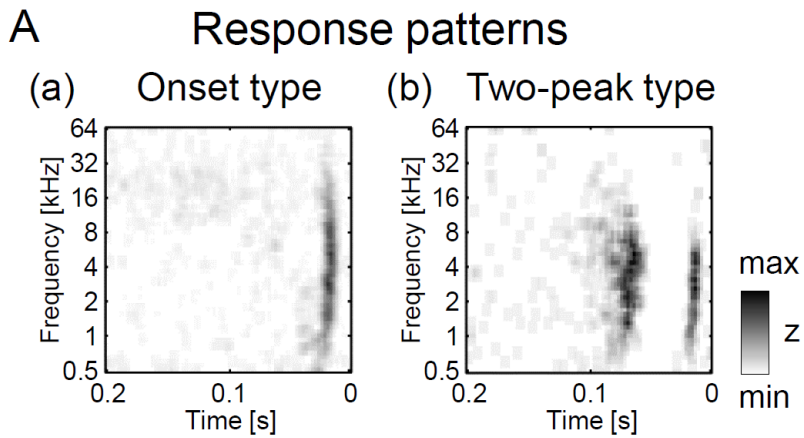 A Response patterns
(a) Onset type
(b) Two-peak type
Frequency [kHz]
64
32
16
8
4
2
1
0.5
0.2
0.1
0
Time [s]
Frequency [kHz]
64
32
16
8
4
2
1
0.5
0.2
0.1
0
Time [s]
max
z
min